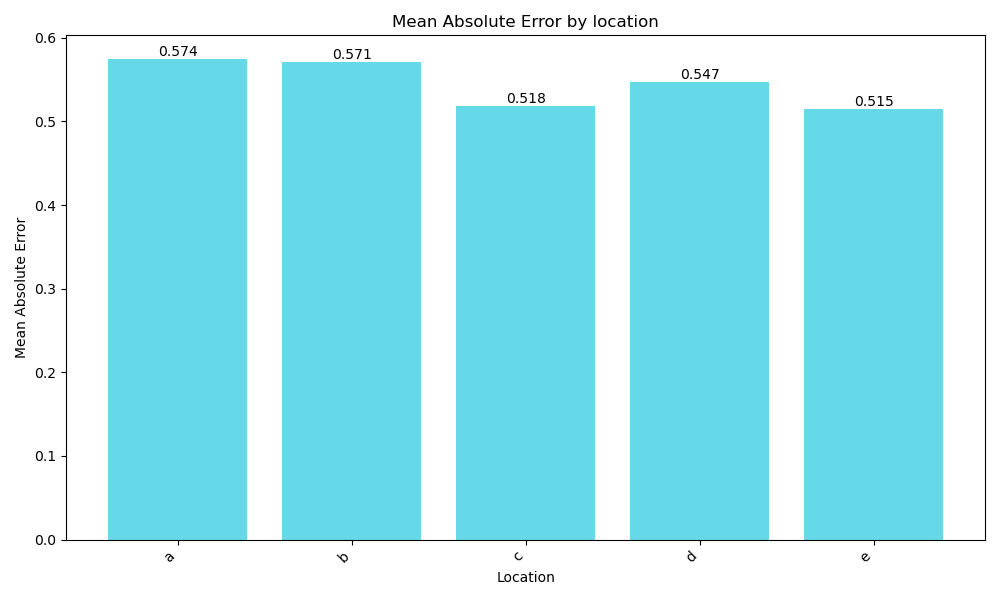 Mean Absolute Error by location
0.6
0.5
0.4
0.3
0.2
0.1
0.0
Mean Absolute Error
0.574
0.571
0.518
0.547
0.515
a
b
c
d
e
Location